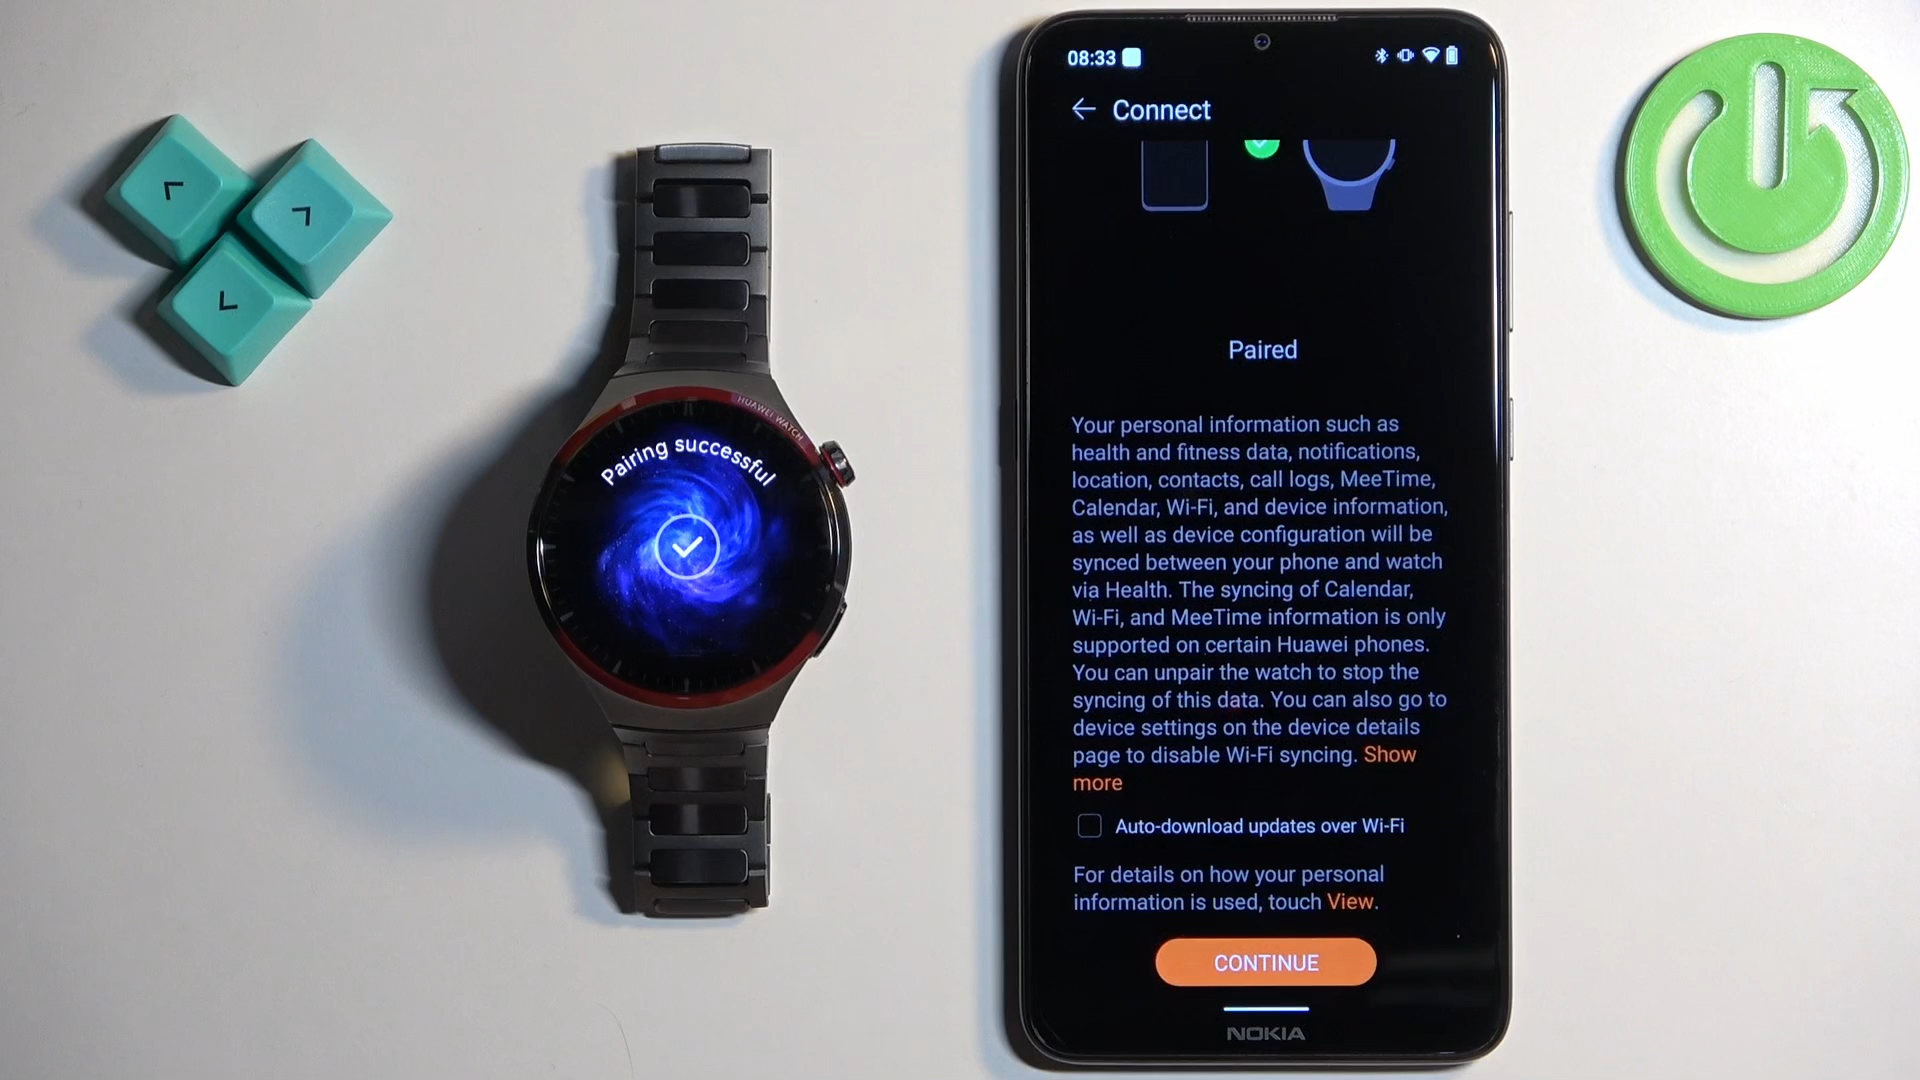 HUAWEI WATCH
Pairing successful
08:33
Connect
Paired
Your personal information such as
health and fitness data, notifications,
location, contacts, call logs, MeeTime,
Calendar, Wi-Fi, and device information,
as well as device configuration will be
synced between your phone and watch
via Health. The syncing of Calendar,
Wi-Fi, and MeeTime information is only
supported on certain Huawei phones.
You can unpair the watch to stop the
syncing of this data. You can also go to
device settings on the device details
page to disable Wi-Fi syncing. Show
more
Auto-download updates over Wi-Fi
For details on how your personal
information is used, touch View.
CONTINUE
NOKIA